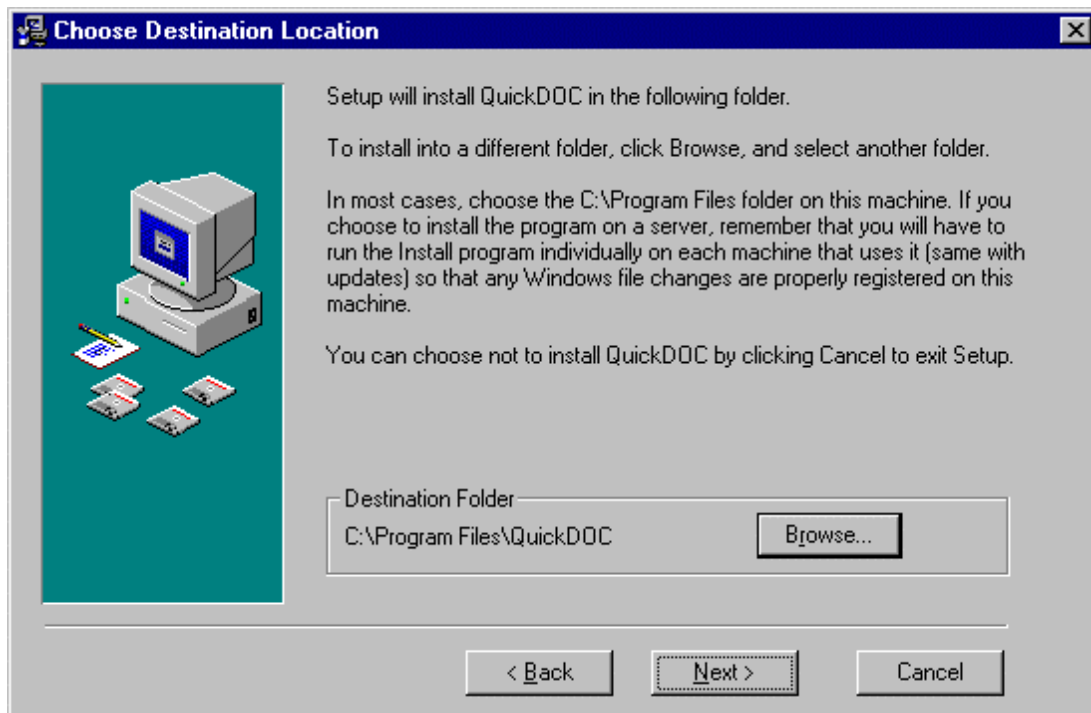 Choose Destination Location
Setup will install QuickDOC in the following folder.
To install into a different folder, click Browse, and select another folder.
In most cases, choose the C:\Program Files folder on this machine. If you
choose to install the program on a server, remember that you will have to
run the Install program individually on each machine that uses it (same with
updates) so that any Windows file changes are properly registered on this
machine.
You can choose not to install QuickDOC by clicking Cancel to exit Setup.
Destination Folder
C:\Program Files\QuickDOC
Browse...
< Back
Next >
Cancel